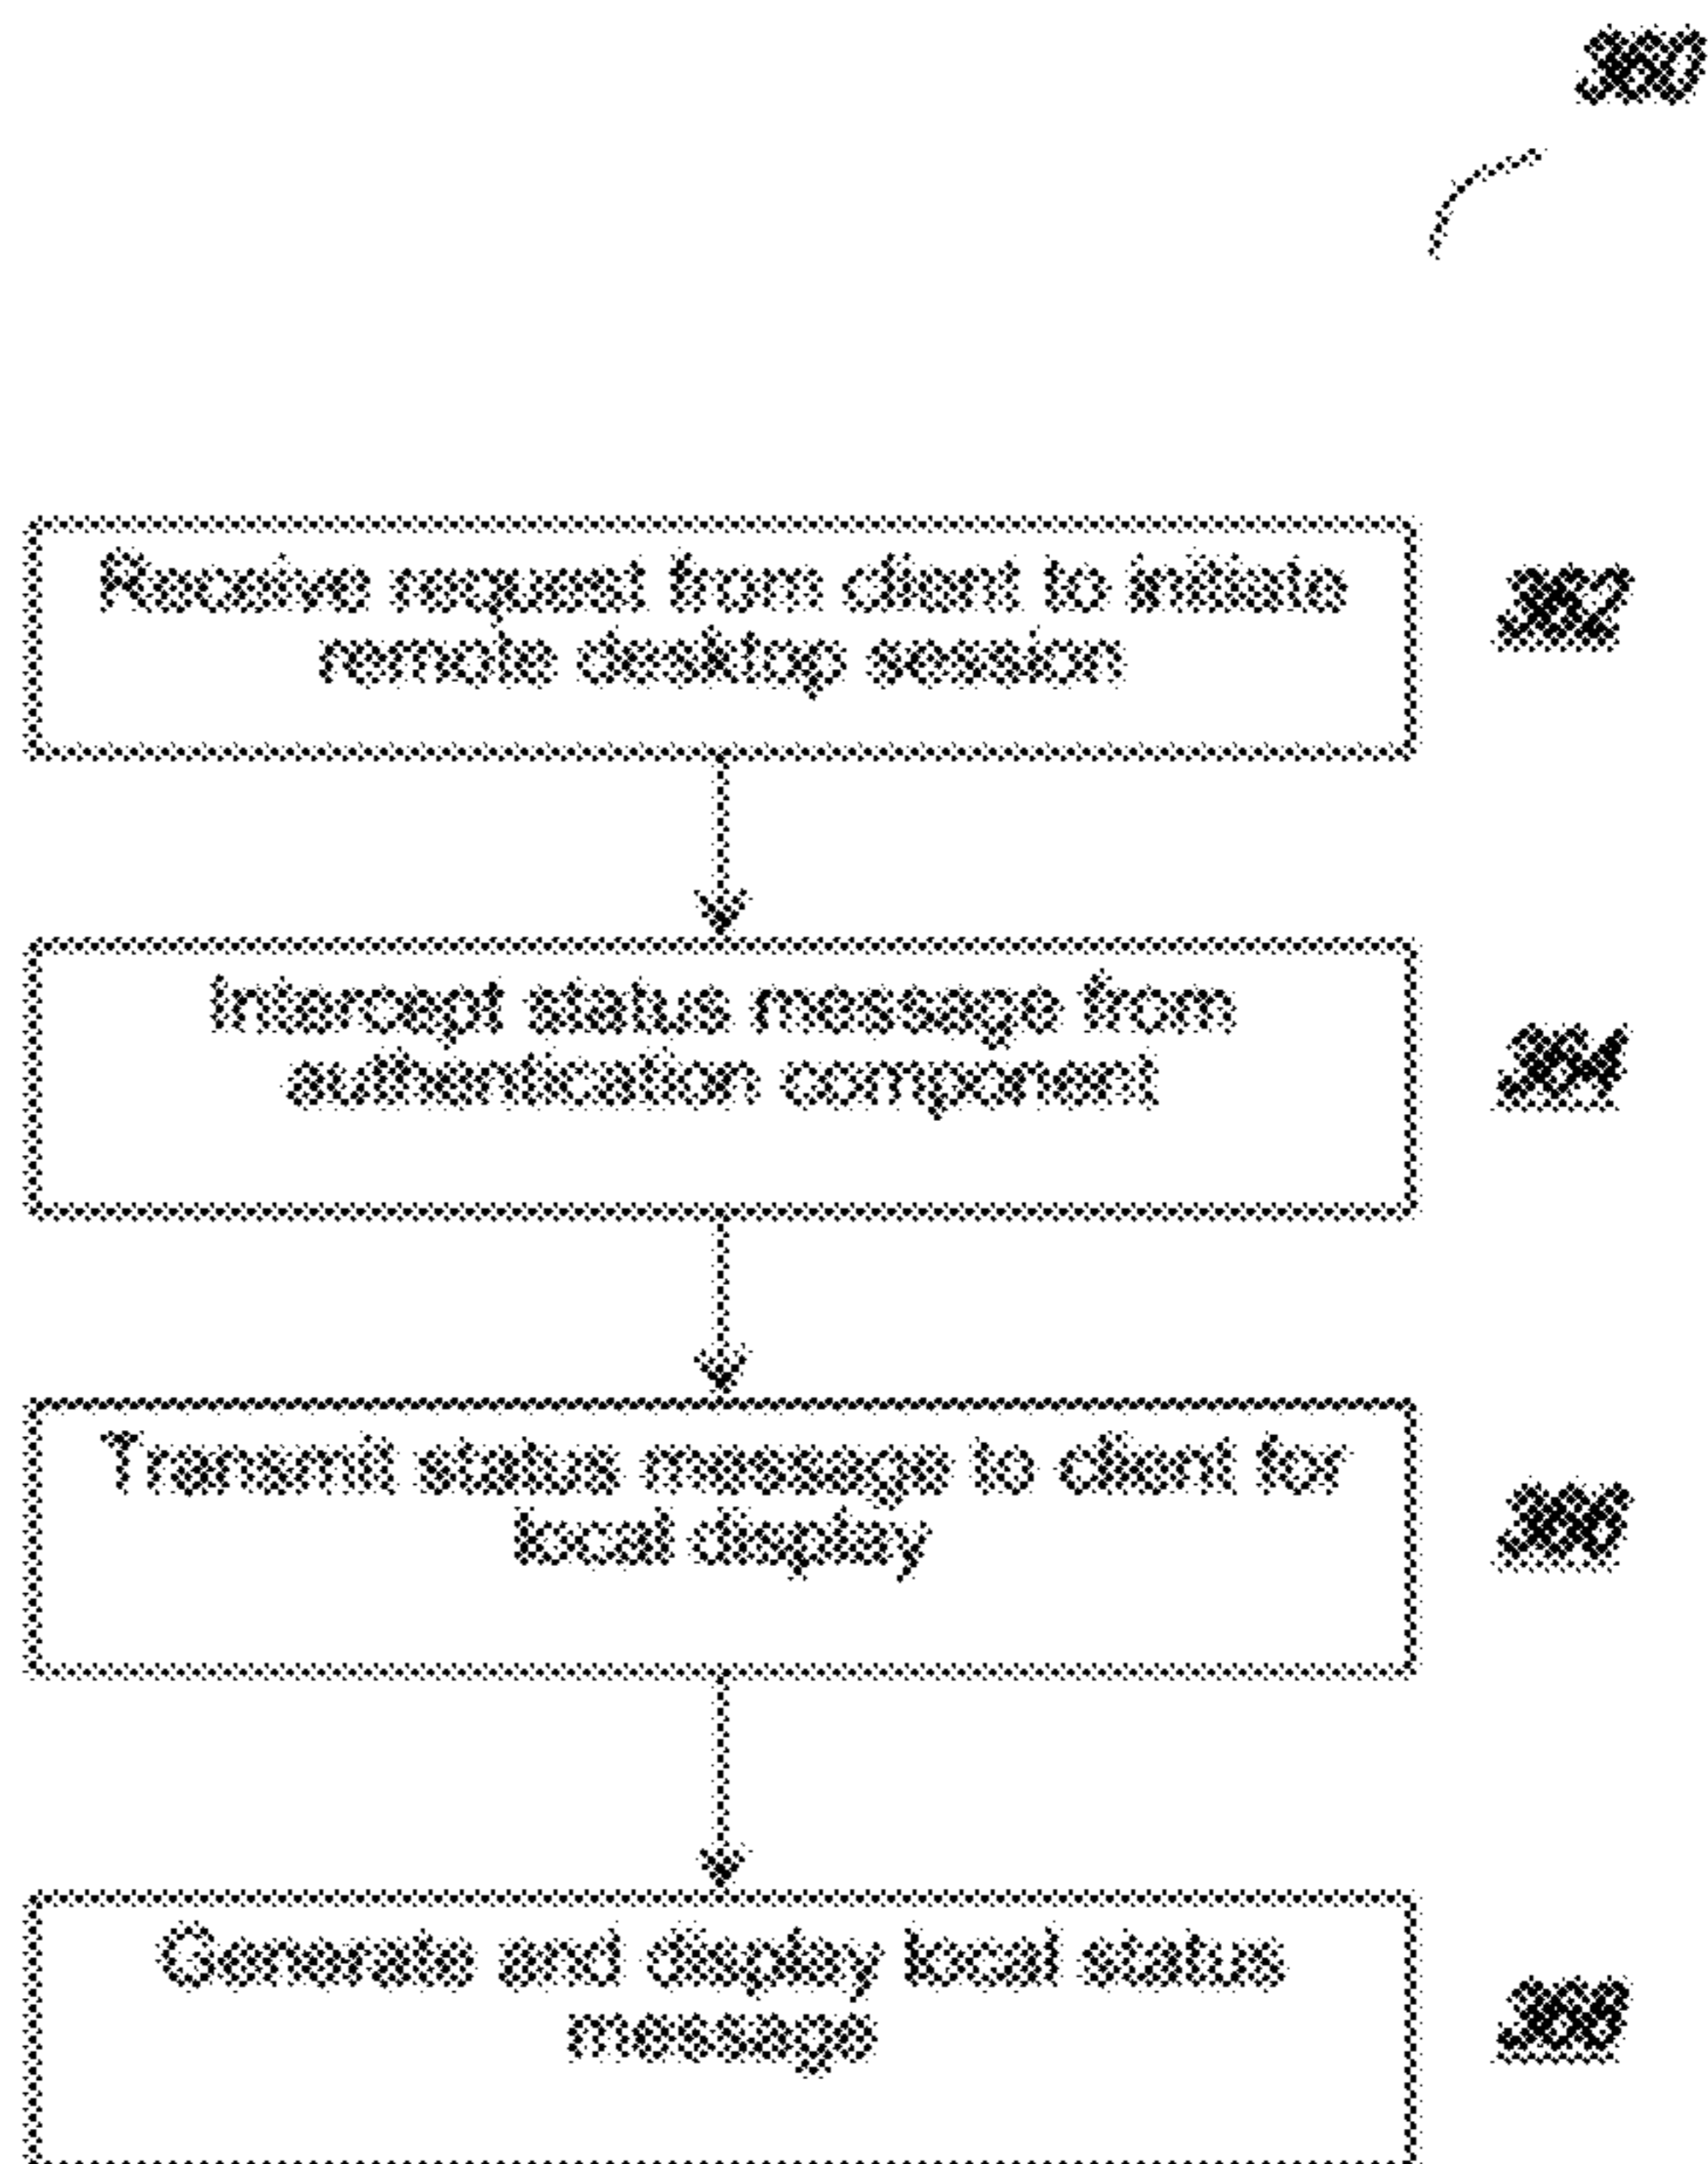 300
Receive request from client to initiate
remote desktop session
302
Intercept status message from
authentication component
304
Transmit status message to client for
local display
306
Generate and display local status
message
308